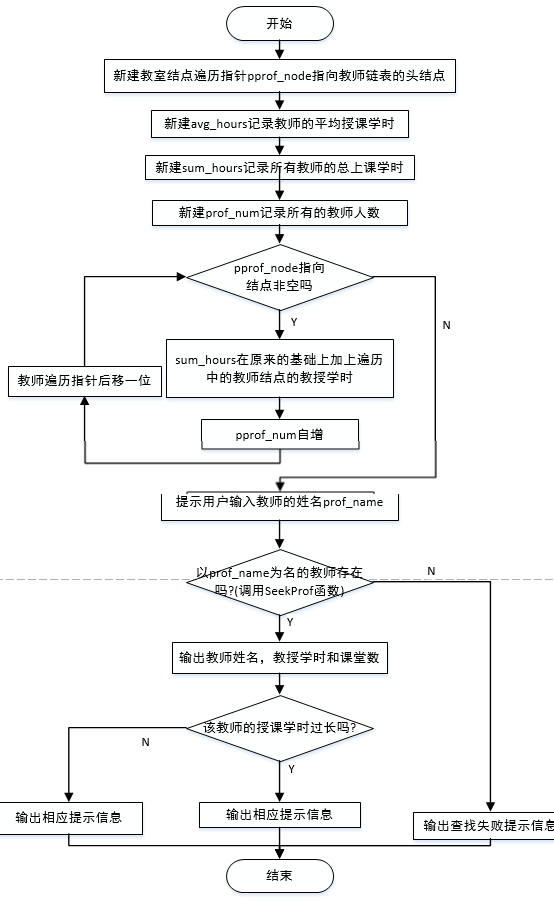 开始
新建教室结点遍历指针pprof_node指向教师链表的头结点
新建avg_hours记录教师的平均授课学时
新建sum_hours记录所有教师的总上课学时
新建prof_num记录所有的教师人数
pprof_node指向
结点非空吗
Y
N
sum_hours在原来的基础上加上遍历
中的教师结点的教授学时
教师遍历指针后移一位
pprof_num自增
提示用户输入教师的姓名prof_name
以prof_name为名的教师存在
吗?(调用SeekProf函数)
N
Y
输出教师姓名，教授学时和课堂数
该教师的授课学时过长吗?
N
Y
输出相应提示信息
输出相应提示信息
输出查找失败提示信息
结束